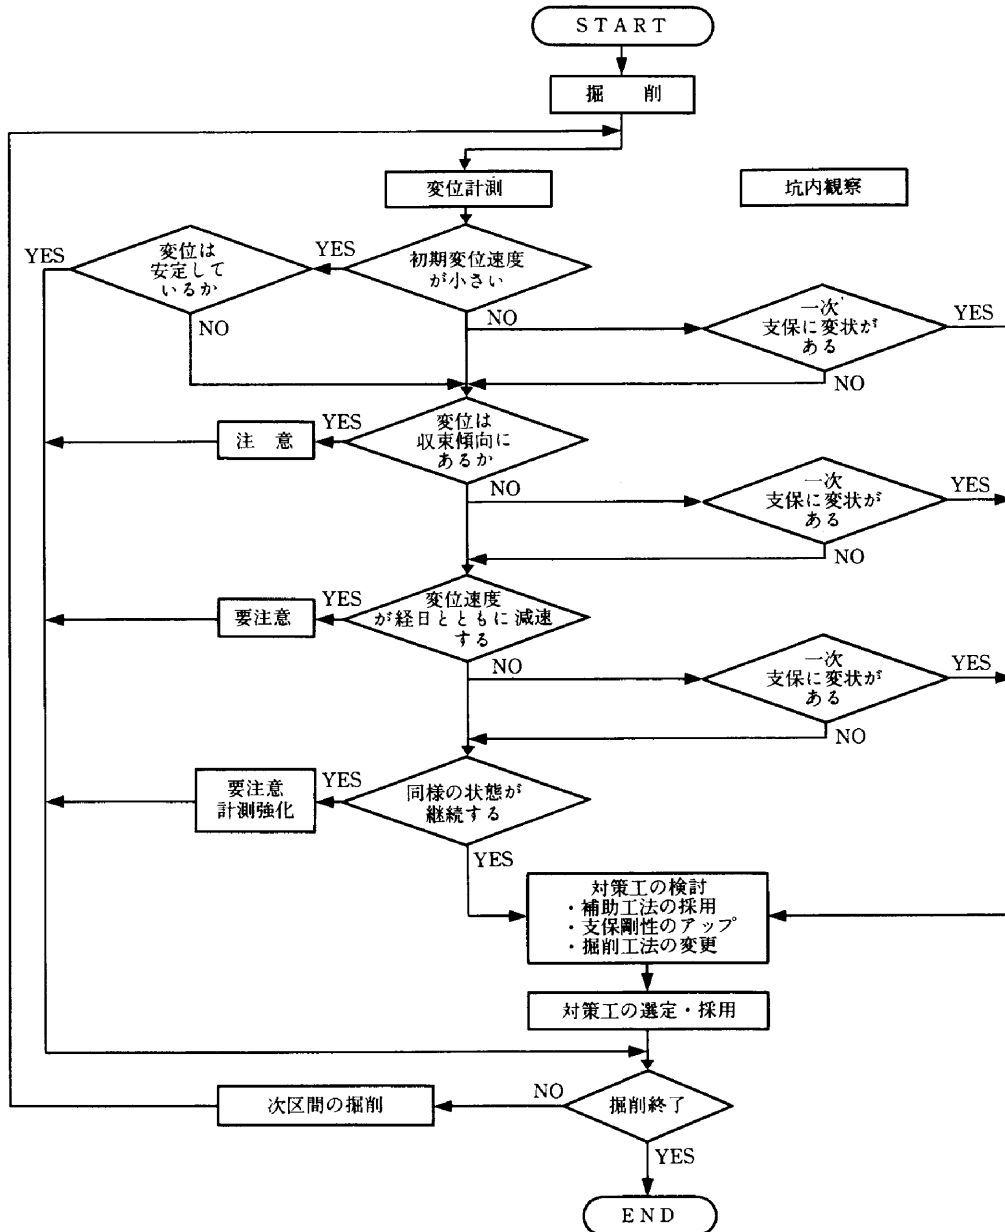 START
掘 削
変位計測
坑内観察
初期変位速度
が小さい
YES
変位は
安定して
いるか
YES
NO
NO
一次
支保に変状が
ある
YES
NO
変位は
収束傾向に
あるか
YES
注 意
NO
一次
支保に変状が
ある
YES
NO
変位速度
が経日とともに減速
する
YES
要注意
NO
一次
支保に変状が
ある
YES
NO
同様の状態が
継続する
YES
要注意
計測強化
YES
対策工の検討
・補助工法の採用
・支保剛性のアップ
・掘削工法の変更
対策工の選定・採用
掘削終了
NO
次区間の掘削
YES
END